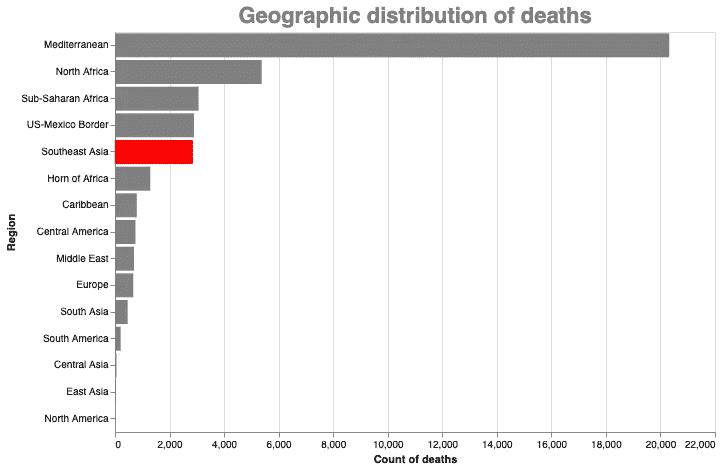 Geographic distribution of deaths
Mediterranean
North Africa
Sub-Saharan Africa
US-Mexico Border
Southeast Asia
Horn of Africa
Caribbean
Central America
Middle East
Europe
South Asia
South America
Central Asia
East Asia
North America
Region
0 2,000 4,000 6,000 8,000 10,000 12,000 14,000 16,000 18,000 20,000 22,000
Count of deaths